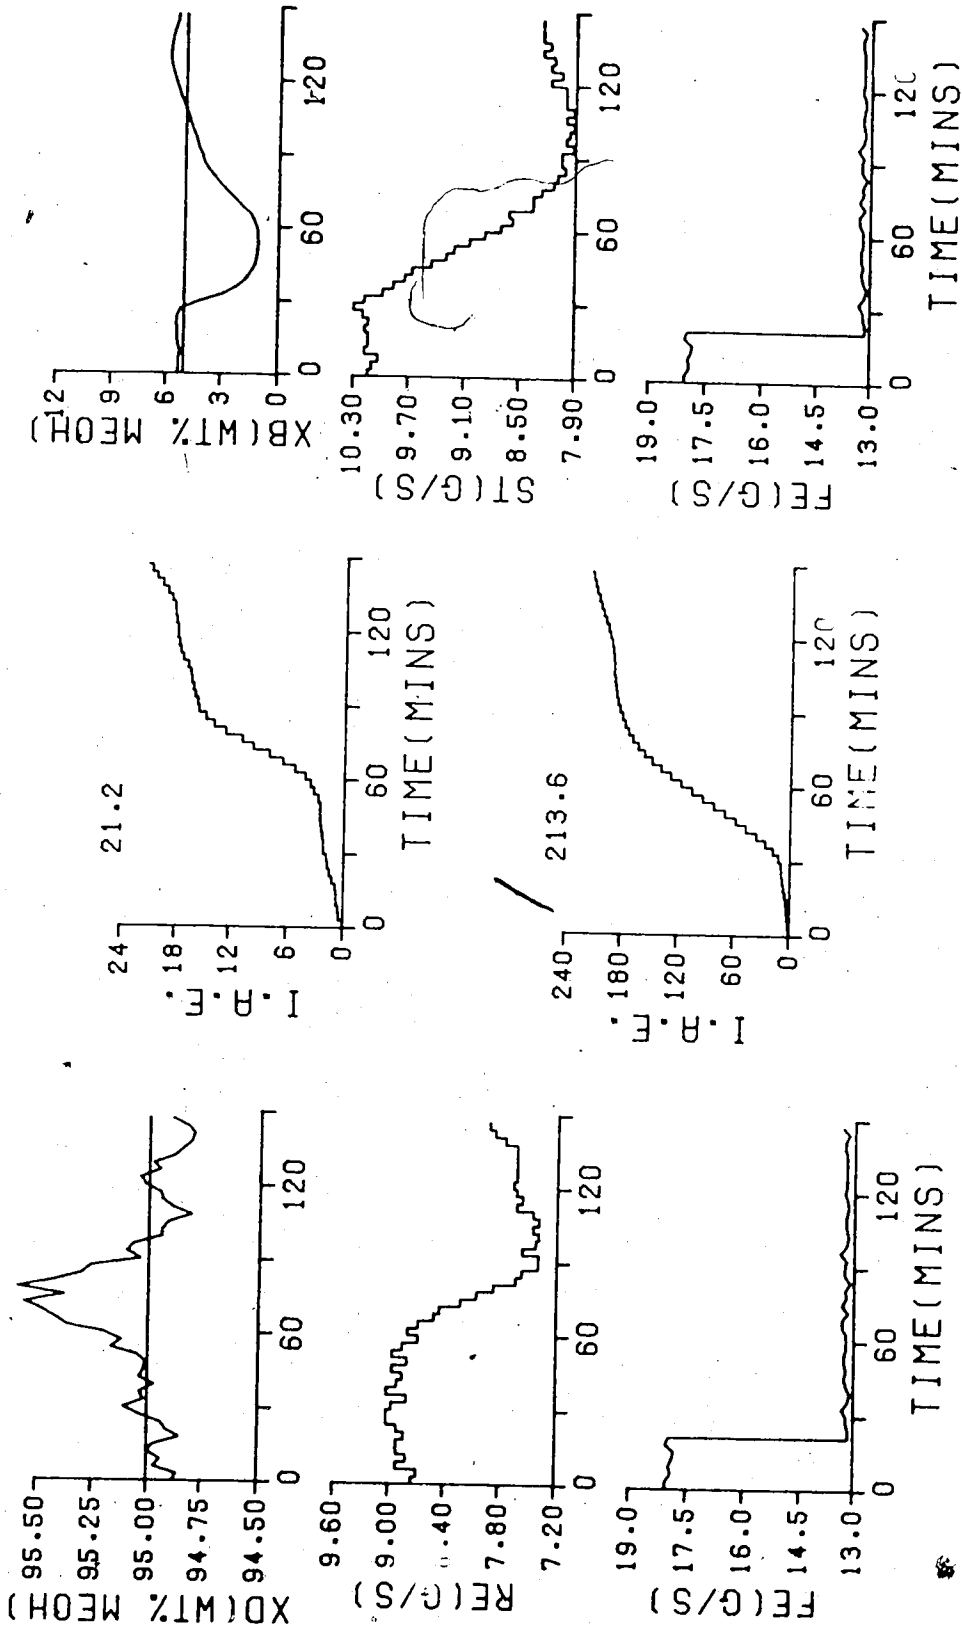 XD(WT% MEOH)
95.50
95.25
95.00
94.75
94.50
0 60 120
RE(G/S)
9.60
9.00
8.40
7.80
7.20
0 60 120
FE(G/S)
19.0
17.5
16.0
14.5
13.0
0 60 120
TIME(MINS)
21.2
I.A.E.
24
18
12
6
0
0 60 120
TIME(MINS)
213.6
I.A.E.
240
180
120
60
0
0 60 120
TIME(MINS)
XB(WT% MEOH)
12
9
6
3
0
0 60 120
ST(G/S)
10.30
9.70
9.10
8.50
7.90
0 60 120
FE(G/S)
19.0
17.5
16.0
14.5
13.0
0 60 120
TIME(MINS)